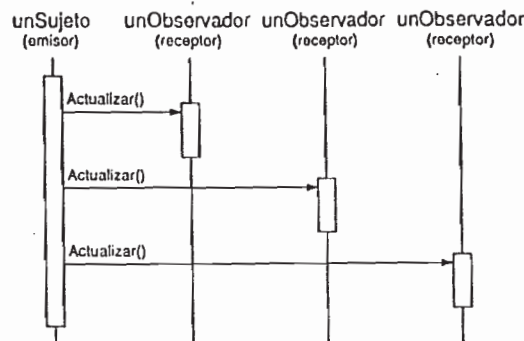 unSujeto unObservador unObservador unObservador
(emisor) (receptor) (receptor) (receptor)
Actualizar()
Actualizar()
Actualizar()